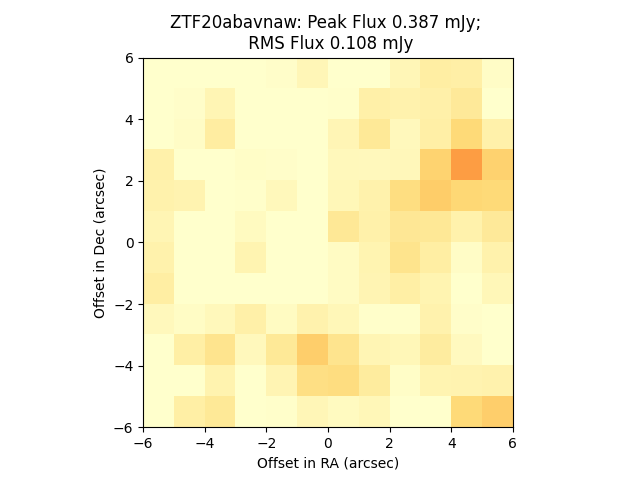 ZTF20abavnaw: Peak Flux 0.387 mJy;
RMS Flux 0.108 mJy
6
4
2
0
−2
−4
−6
−6 −4 −2 0 2 4 6
Offset in Dec (arcsec)
Offset in RA (arcsec)